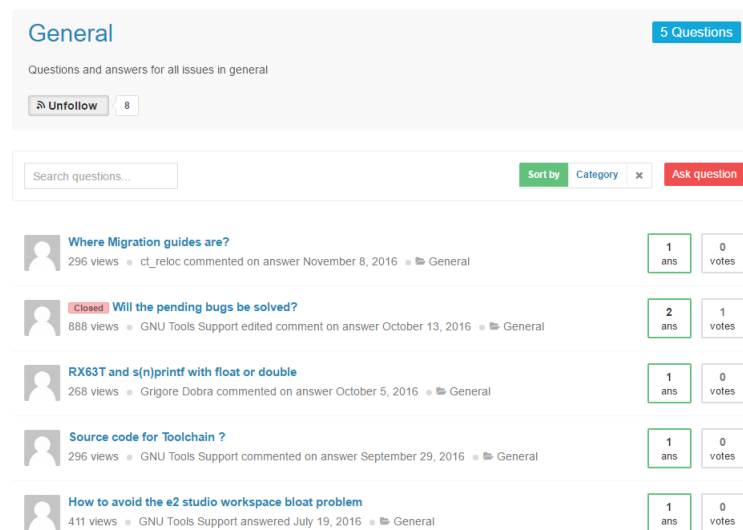 General
5 Questions
Questions and answers for all issues in general
Unfollow 8
Search questions...
Sort by Category × Ask question
Where Migration guides are?
296 views ct_reloc commented on answer November 8, 2016 General
1 ans
0 votes
Closed Will the pending bugs be solved?
888 views GNU Tools Support edited comment on answer October 13, 2016 General
2 ans
1 votes
RX63T and s(n)printf with float or double
268 views Grigore Dobra commented on answer October 5, 2016 General
1 ans
0 votes
Source code for Toolchain ?
296 views GNU Tools Support commented on answer September 29, 2016 General
1 ans
0 votes
How to avoid the e2 studio workspace bloat problem
411 views GNU Tools Support answered July 19, 2016 General
1 ans
0 votes